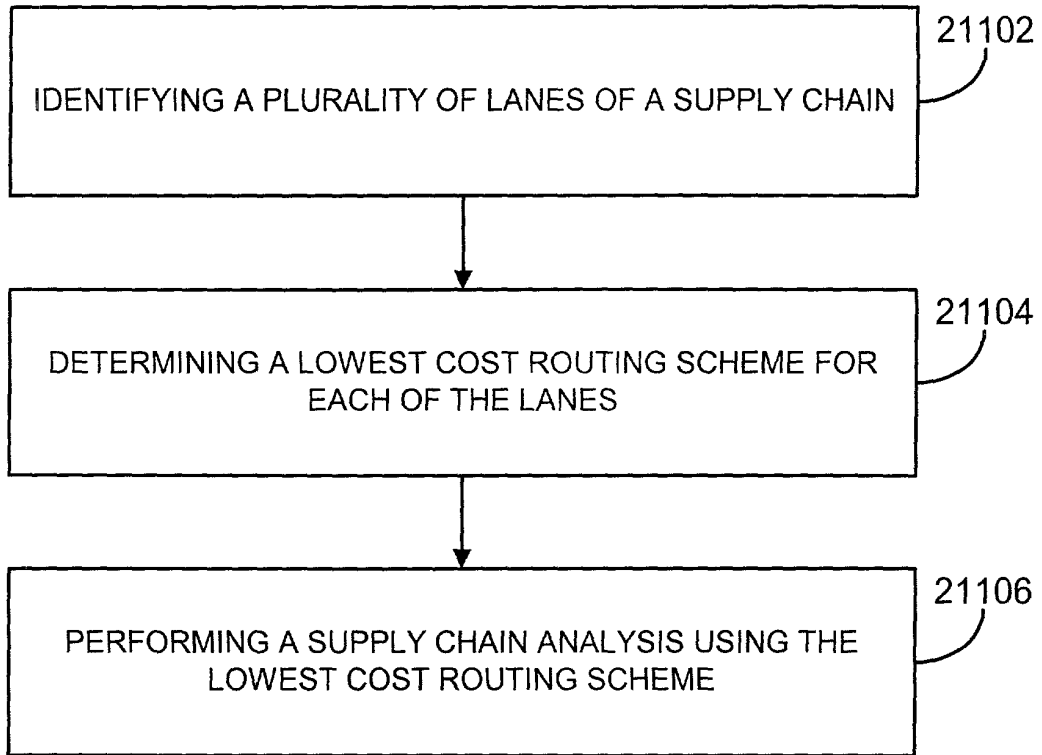 21102
IDENTIFYING A PLURALITY OF LANES OF A SUPPLY CHAIN
21104
DETERMINING A LOWEST COST ROUTING SCHEME FOR
EACH OF THE LANES
21106
PERFORMING A SUPPLY CHAIN ANALYSIS USING THE
LOWEST COST ROUTING SCHEME